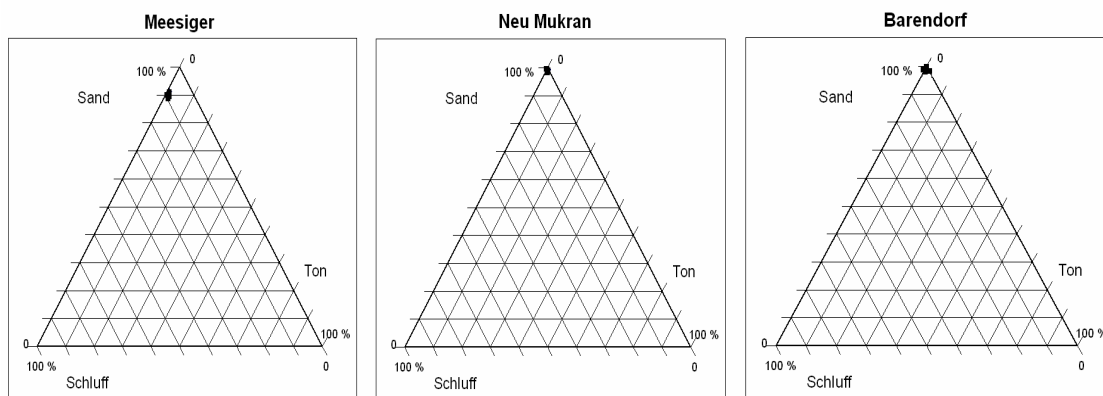 Meesiger
0
100 %
Sand
Ton
0
100 %
100 %
0
Schluff
Neu Mukran
0
100 %
Sand
Ton
0
100 %
100 %
0
Schluff
Barendorf
0
100 %
Sand
Ton
0
100 %
100 %
0
Schluff